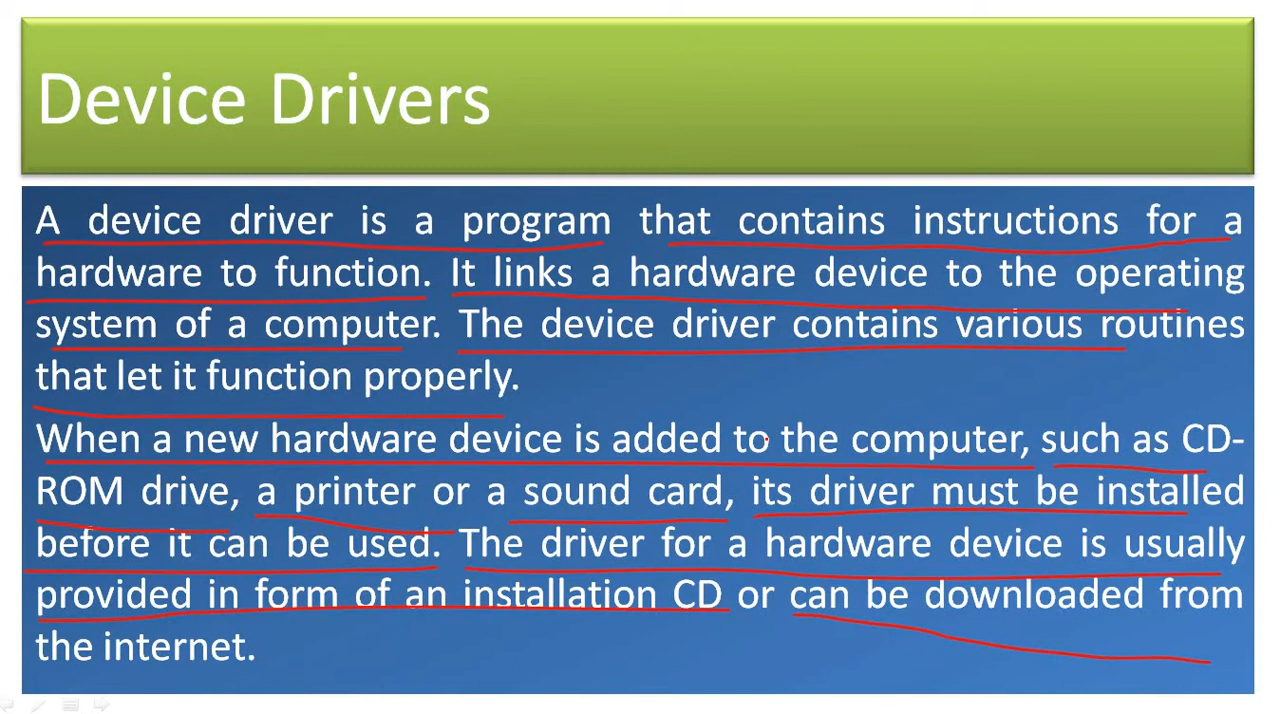 Device Drivers
A device driver is a program that contains instructions for a
hardware to function. It links a hardware device to the operating
system of a computer. The device driver contains various routines
that let it function properly.
When a new hardware device is added to the computer, such as CD-
ROM drive, a printer or a sound card, its driver must be installed
before it can be used. The driver for a hardware device is usually
provided in form of an installation CD or can be downloaded from
the internet.